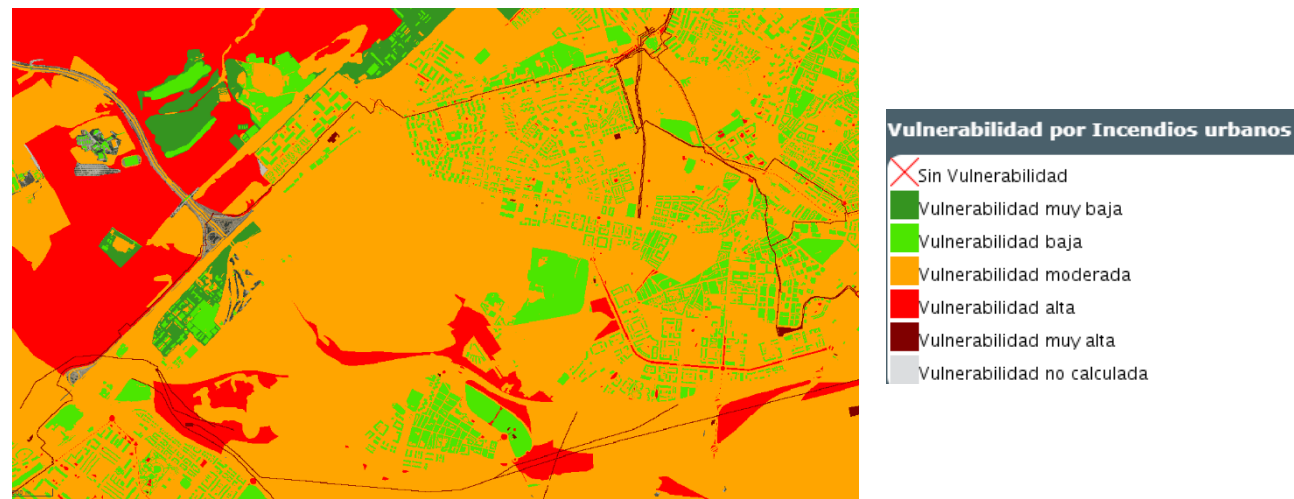 Vulnerabilidad por Incendios urbanos
Sin Vulnerabilidad
Vulnerabilidad muy baja
Vulnerabilidad baja
Vulnerabilidad moderada
Vulnerabilidad alta
Vulnerabilidad muy alta
Vulnerabilidad no calculada